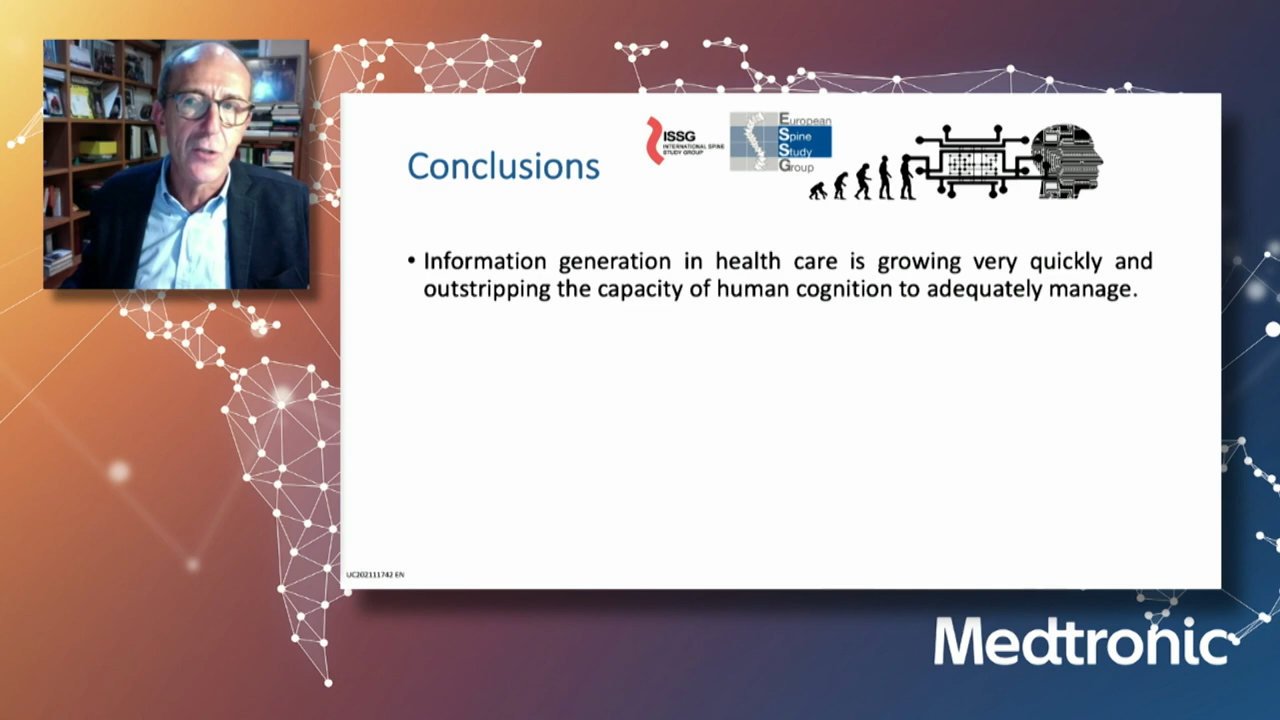 Conclusions
ISSG
INTERNATIONAL SPINE
STUDY GROUP
European
Spine
Study
Group
• Information generation in health care is growing very quickly and
outstripping the capacity of human cognition to adequately manage.
UC202111742 EN
Medtronic